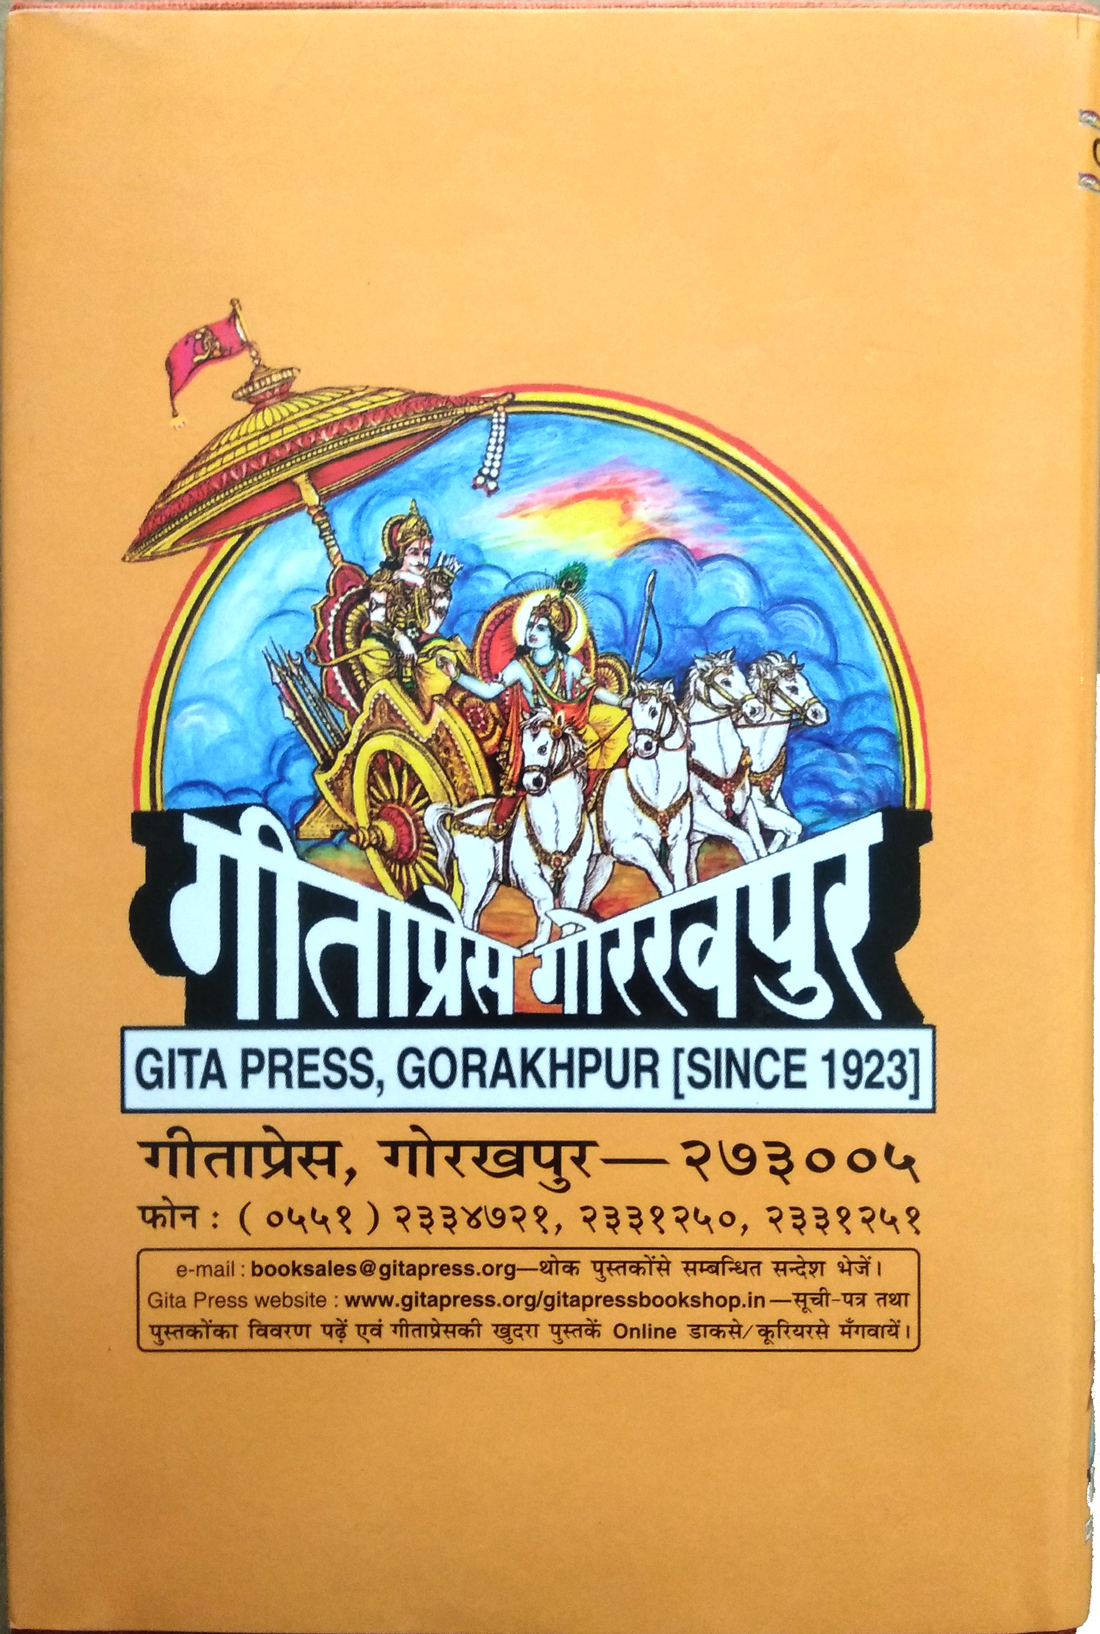 गीताप्रेस गोरखपुर
GITA PRESS, GORAKHPUR [SINCE 1923]
गीताप्रेस, गोरखपुर—२७३००५
फोन : ( ०५५१ ) २३३४७२१, २३३१२५०, २३३१२५१
e-mail : booksales@gitapress.org—थोक पुस्तकोंसे सम्बन्धित सन्देश भेजें।
Gita Press website : www.gitapress.org/gitapressbookshop.in—सूची-पत्र तथा
पुस्तकोंका विवरण पढ़ें एवं गीताप्रेसकी खुदरा पुस्तकें Online डाकसे/कूरियरसे मँगवायें।